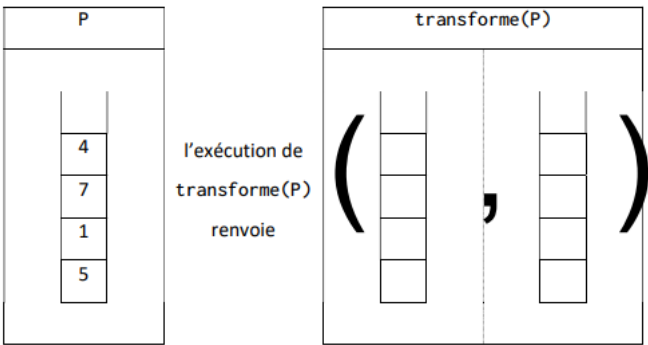 P
4
7
1
5
l'exécution de
transforme(P)
renvoie
transforme(P)
( , )